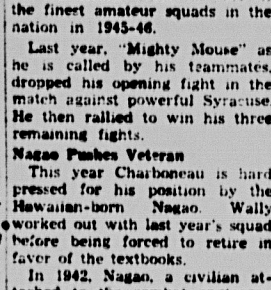 the finest amateur squads in the
nation in 1945-46.
Last year, "Mighty Mouse" as
he is called by his teammates,
dropped his opening fight in the
match against powerful Syracuse.
He then rallied to win his three
remaining fights.
Nagao Pushes Veteran
This year Charboneau is hard
pressed for his position by the
Hawaiian-born Nagao. Wally
worked out with last year's squad
before being forced to retire in
favor of the textbooks.
In 1942, Nagao, a civilian at-